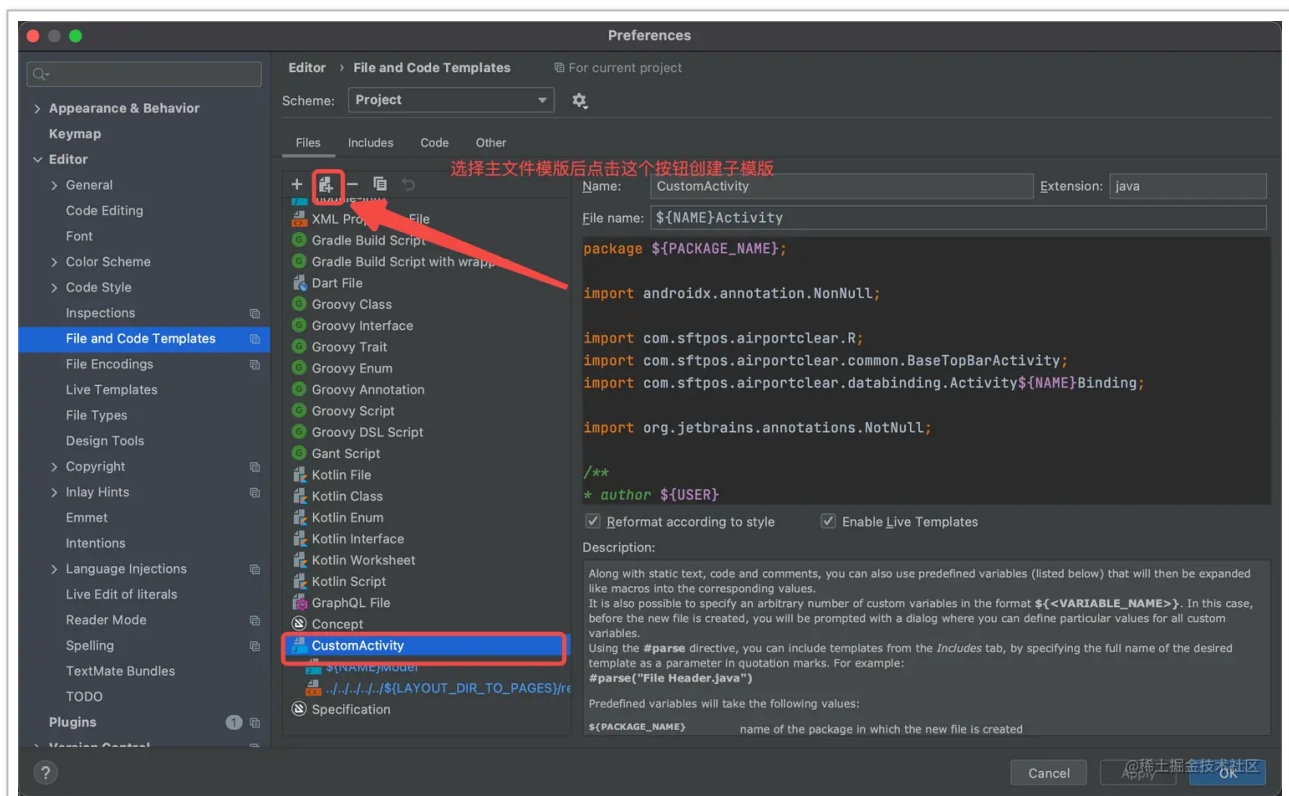 Preferences
Appearance & Behavior
Keymap
Editor
General
Code Editing
Font
Color Scheme
Code Style
Inspections
File and Code Templates
File Encodings
Live Templates
File Types
Design Tools
Copyright
Inlay Hints
Emmet
Intentions
Language Injections
Live Edit of literals
Reader Mode
Spelling
TextMate Bundles
TODO
Plugins
1
Version Control
Editor › File and Code Templates
For current project
Scheme: Project
Files Includes Code Other
选择主文件模版后点击这个按钮创建子模版
XML Pro File
Gradle Build Script
Gradle Build Script with wrapp
Dart File
Groovy Class
Groovy Interface
Groovy Trait
Groovy Enum
Groovy Annotation
Groovy Script
Groovy DSL Script
Gant Script
Kotlin File
Kotlin Class
Kotlin Enum
Kotlin Interface
Kotlin Worksheet
Kotlin Script
GraphQL File
Concept
CustomActivity
${NAME}Model
../../../../../${LAYOUT_DIR_TO_PAGES}/re
Specification
Name: CustomActivity Extension: java
File name: ${NAME}Activity
package ${PACKAGE_NAME};
import androidx.annotation.NonNull;
import com.sftpos.airportclear.R;
import com.sftpos.airportclear.common.BaseTopBarActivity;
import com.sftpos.airportclear.databinding.Activity${NAME}Binding;
import org.jetbrains.annotations.NotNull;
/**
* author ${USER}
Reformat according to style Enable Live Templates
Description:
Along with static text, code and comments, you can also use predefined variables (listed below) that will then be expanded
like macros into the corresponding values.
It is also possible to specify an arbitrary number of custom variables in the format ${<VARIABLE_NAME>}. In this case,
before the new file is created, you will be prompted with a dialog where you can define particular values for all custom
variables.
Using the #parse directive, you can include templates from the Includes tab, by specifying the full name of the desired
template as a parameter in quotation marks. For example:
#parse("File Header.java")
Predefined variables will take the following values:
${PACKAGE_NAME} name of the package in which the new file is created
?
Cancel Apply OK
@稀土掘金技术社区